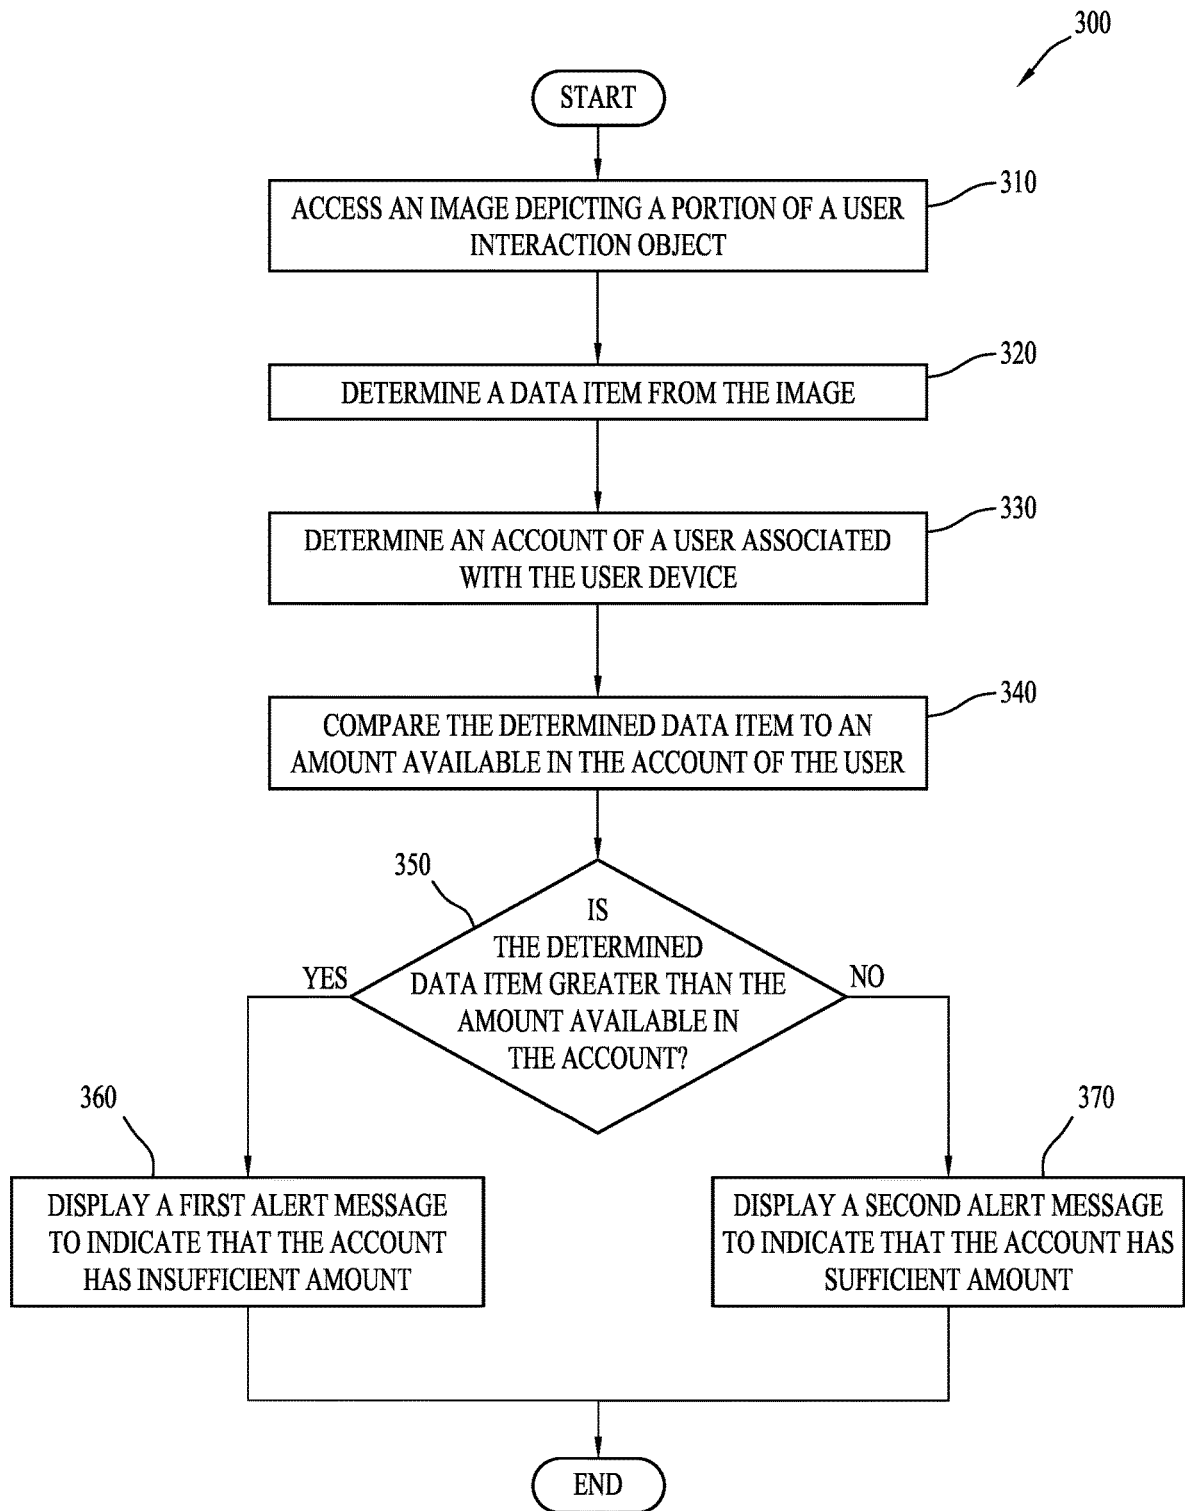 300
START
310
ACCESS AN IMAGE DEPICTING A PORTION OF A USER
INTERACTION OBJECT
320
DETERMINE A DATA ITEM FROM THE IMAGE
330
DETERMINE AN ACCOUNT OF A USER ASSOCIATED
WITH THE USER DEVICE
340
COMPARE THE DETERMINED DATA ITEM TO AN
AMOUNT AVAILABLE IN THE ACCOUNT OF THE USER
350
IS
THE DETERMINED
DATA ITEM GREATER THAN THE
AMOUNT AVAILABLE IN
THE ACCOUNT?
YES
NO
360
DISPLAY A FIRST ALERT MESSAGE
TO INDICATE THAT THE ACCOUNT
HAS INSUFFICIENT AMOUNT
370
DISPLAY A SECOND ALERT MESSAGE
TO INDICATE THAT THE ACCOUNT HAS
SUFFICIENT AMOUNT
END